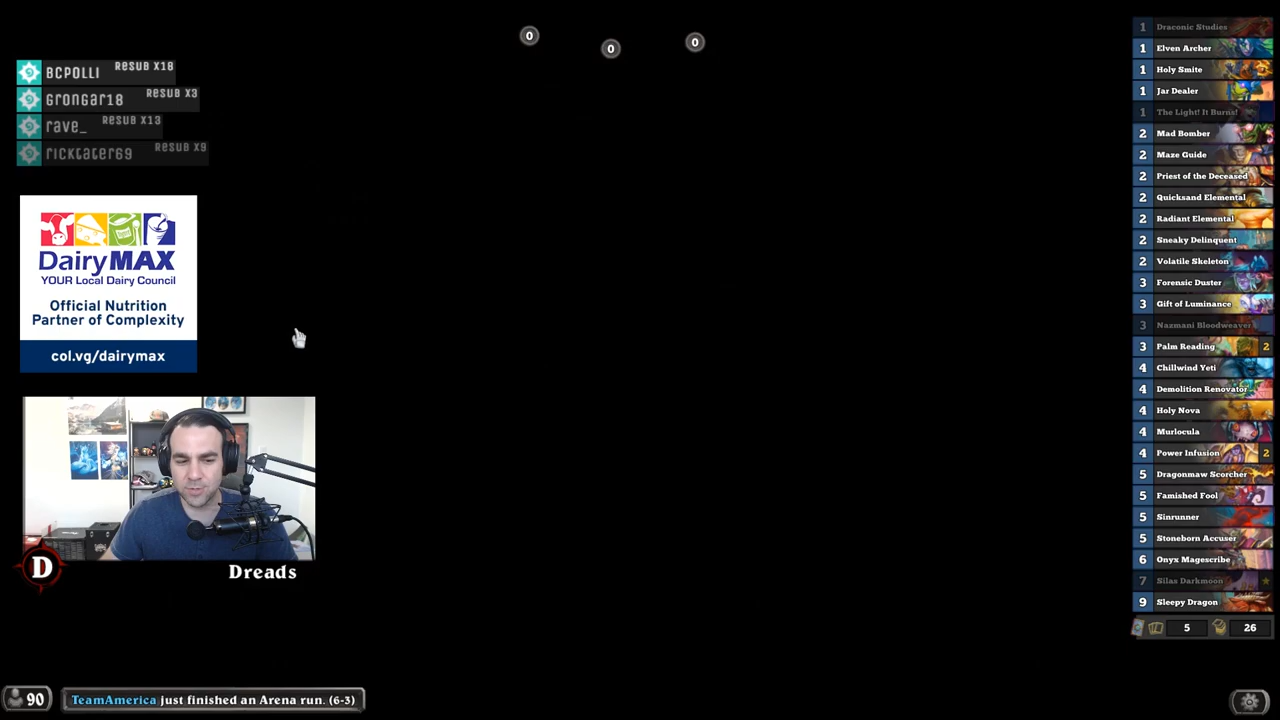 0
0
0
BCPOLLI Resub x18
Grongar18 Resub x3
rave_ Resub x13
ricktater69 Resub x9
DairyMAX
YOUR Local Dairy Council
Official Nutrition
Partner of Complexity
col.vg/dairymax
D
Dreads
90
TeamAmerica just finished an Arena run. (6-3)
1 Draconic Studies
1 Elven Archer
1 Holy Smite
1 Jar Dealer
1 The Light! It Burns!
2 Mad Bomber
2 Maze Guide
2 Priest of the Deceased
2 Quicksand Elemental
2 Radiant Elemental
2 Sneaky Delinquent
2 Volatile Skeleton
3 Forensic Duster
3 Gift of Luminance
3 Nazmani Bloodweaver
3 Palm Reading 2
4 Chillwind Yeti
4 Demolition Renovator
4 Holy Nova
4 Murlocula
4 Power Infusion 2
5 Dragonmaw Scorcher
5 Famished Fool
5 Sinrunner
5 Stoneborn Accuser
6 Onyx Magescribe
7 Silas Darkmoon
9 Sleepy Dragon
5 26